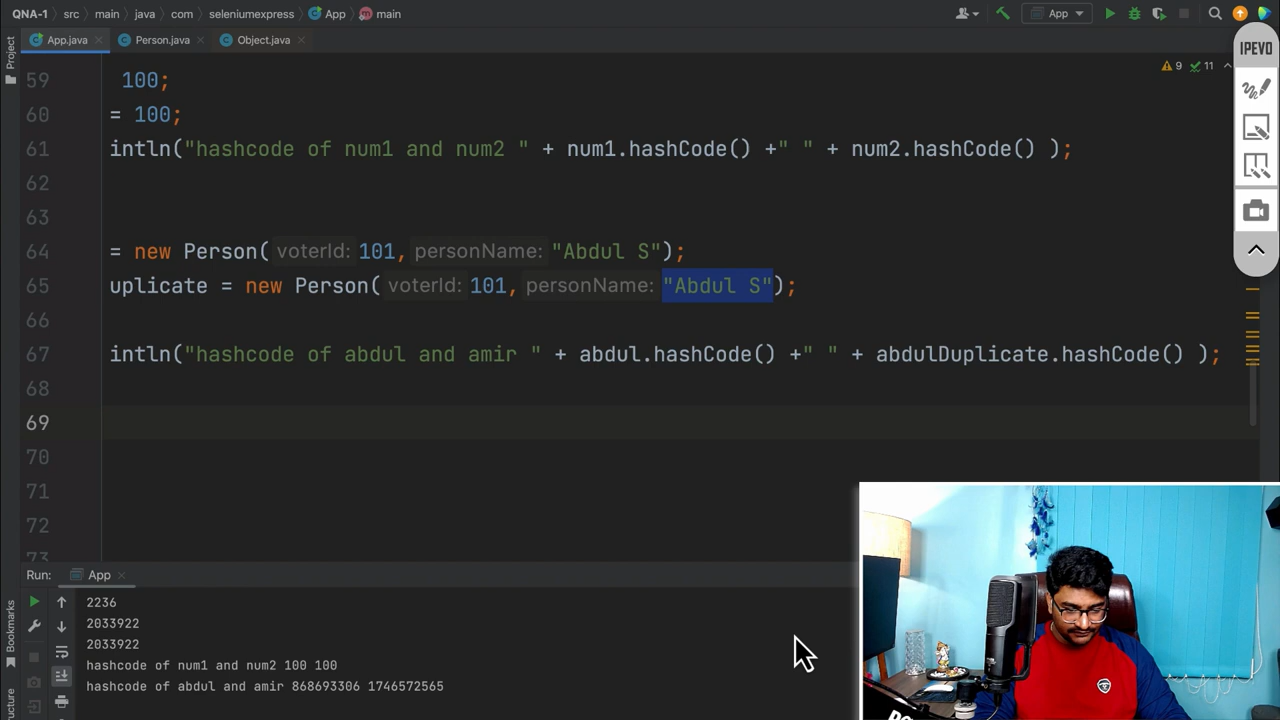 QNA-1 src main java com seleniumexpress App main App
App.java Person.java Object.java
IPEVO
Project
9 11
59 100;
60 = 100;
61 intln("hashcode of num1 and num2 " + num1.hashCode() +" " + num2.hashCode() );
62
63
64 = new Person( voterId: 101, personName: "Abdul S");
65 uplicate = new Person( voterId: 101, personName: "Abdul S");
66
67 intln("hashcode of abdul and amir " + abdul.hashCode() +" " + abdulDuplicate.hashCode() );
68
69
70
71
72
73
Run: App
2236
2033922
2033922
hashcode of num1 and num2 100 100
hashcode of abdul and amir 868693306 1746572565
Bookmarks